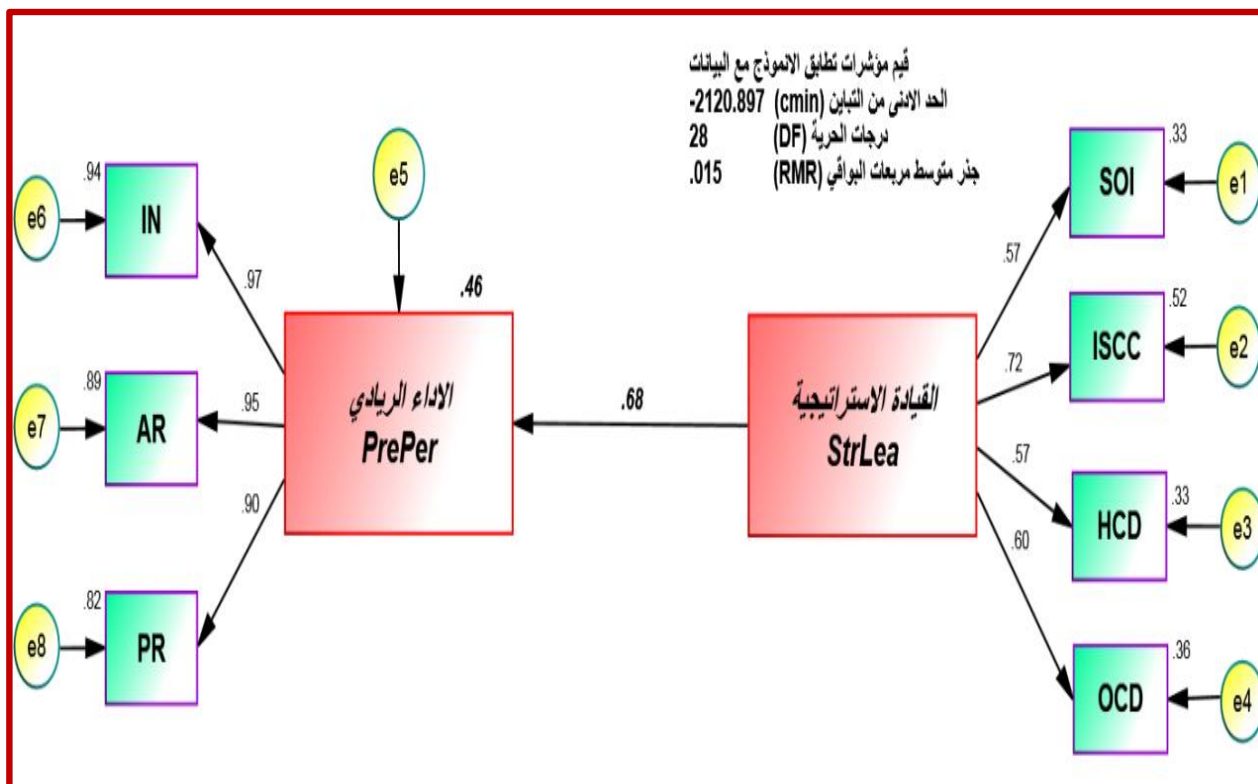 قيم مؤشرات تطابق الانموذج مع البيانات
الحد الادنى من التباين (cmin) -2120.897
درجات الحرية (DF) 28
جذر متوسط مربعات البواقي (RMR) .015
e5
.46
e6
.94
IN
.97
e7
.89
AR
.95
e8
.82
PR
.90
الاداء الريادي
PrePer
.68
القيادة الاستراتيجية
StrLea
.57
SOI
.33
e1
.72
ISCC
.52
e2
.57
HCD
.33
e3
.60
OCD
.36
e4